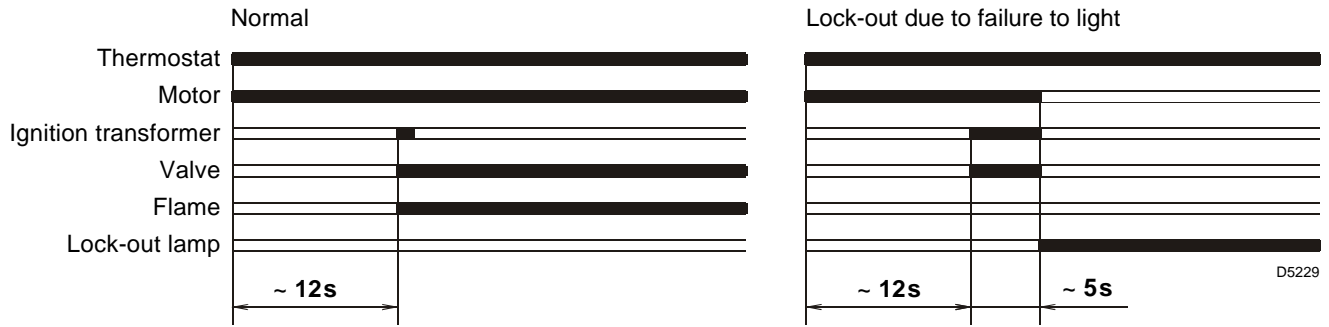 Normal
Lock-out due to failure to light
Thermostat
Motor
Ignition transformer
Valve
Flame
Lock-out lamp
D5229
~ 12s
~ 12s
~ 5s